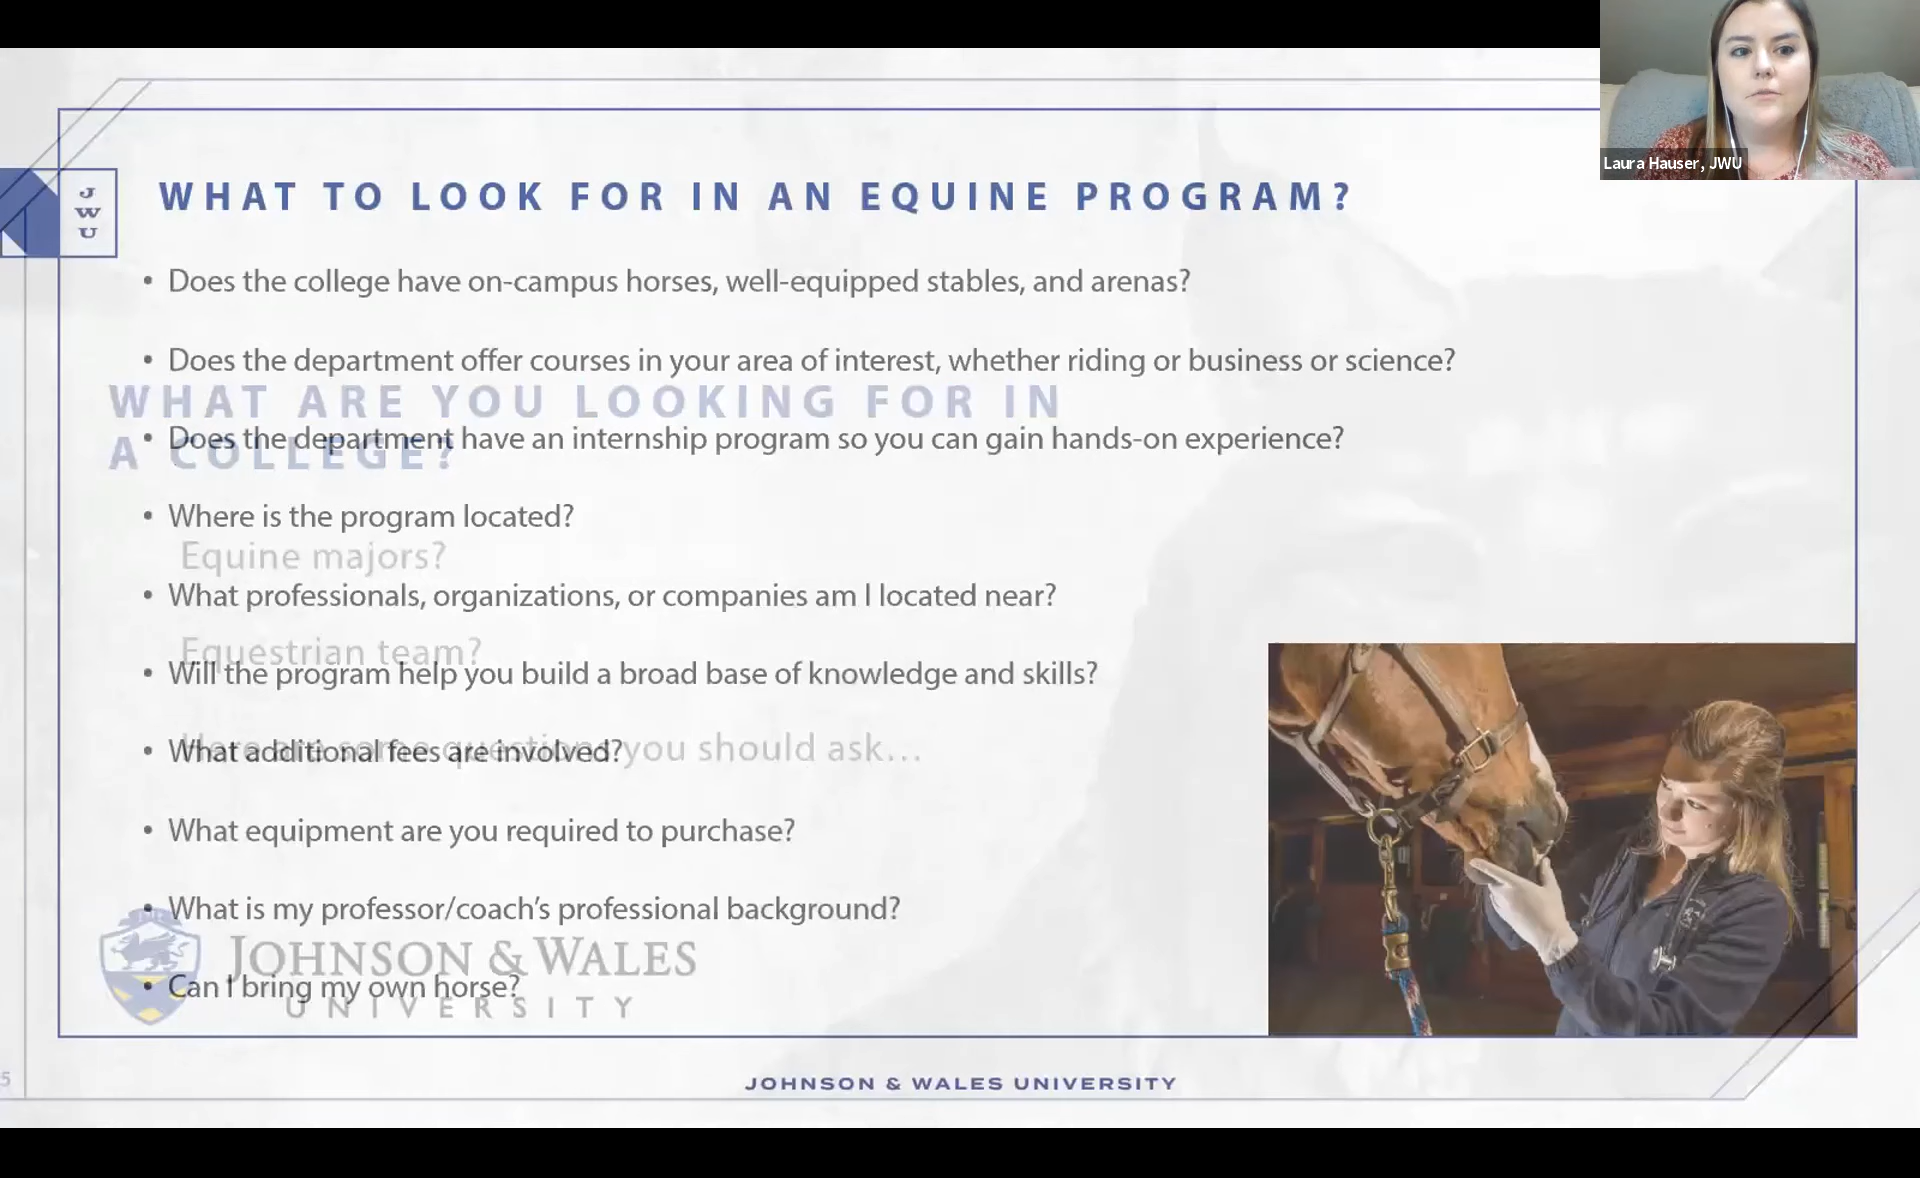 Laura Hauser, JWU
J
W
U
WHAT TO LOOK FOR IN AN EQUINE PROGRAM?
• Does the college have on-campus horses, well-equipped stables, and arenas?
• Does the department offer courses in your area of interest, whether riding or business or science?
WHAT ARE YOU LOOKING FOR IN
A COLLEGE?
• Does the department have an internship program so you can gain hands-on experience?
• Where is the program located?
Equine majors?
• What professionals, organizations, or companies am I located near?
Equestrian team?
• Will the program help you build a broad base of knowledge and skills?
Here are some questions you should ask...
• What additional fees are involved?
• What equipment are you required to purchase?
• What is my professor/coach's professional background?
JOHNSON & WALES
UNIVERSITY
• Can I bring my own horse?
5
JOHNSON & WALES UNIVERSITY